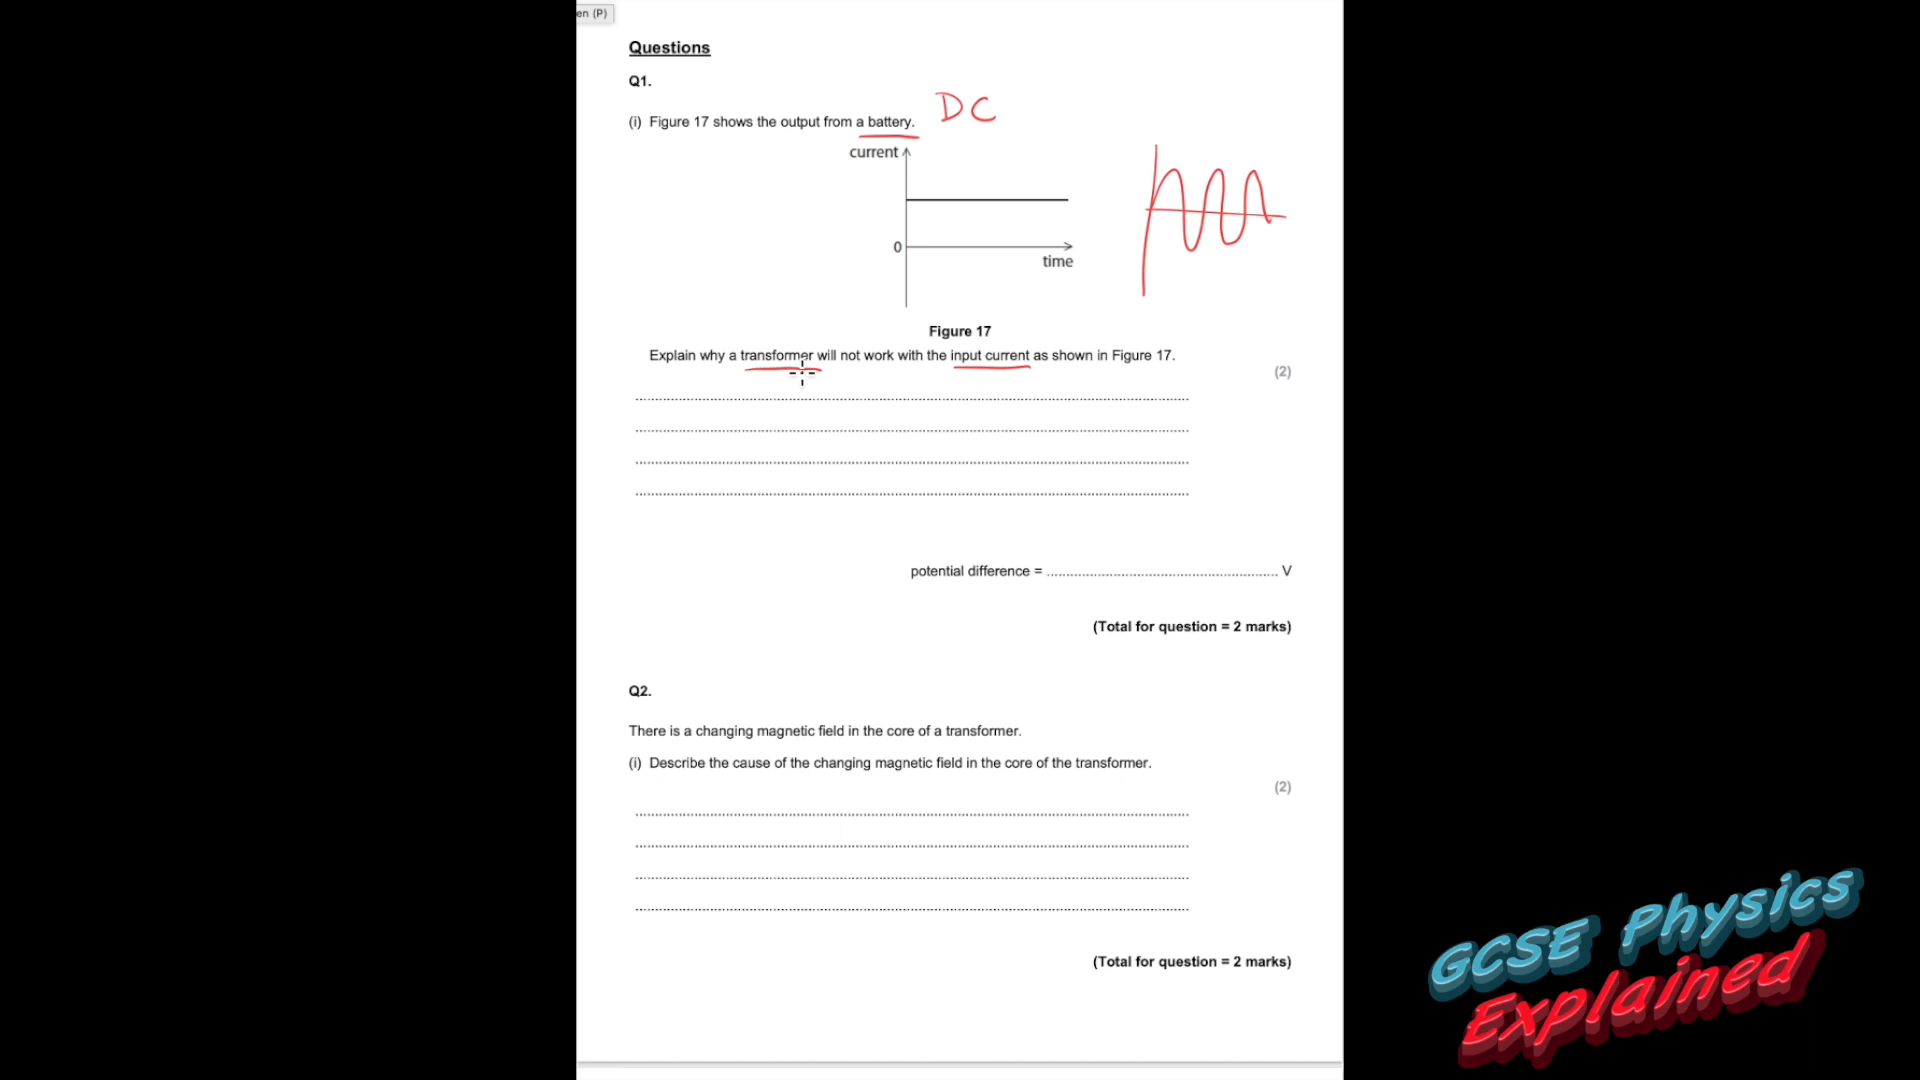 en (P)
Questions
Q1.
(i) Figure 17 shows the output from a battery.
DC
current
0
time
Figure 17
Explain why a transformer will not work with the input current as shown in Figure 17.
(2)
potential difference = .......................................................... V
(Total for question = 2 marks)
Q2.
There is a changing magnetic field in the core of a transformer.
(i) Describe the cause of the changing magnetic field in the core of the transformer.
(2)
(Total for question = 2 marks)
GCSE Physics
Explained